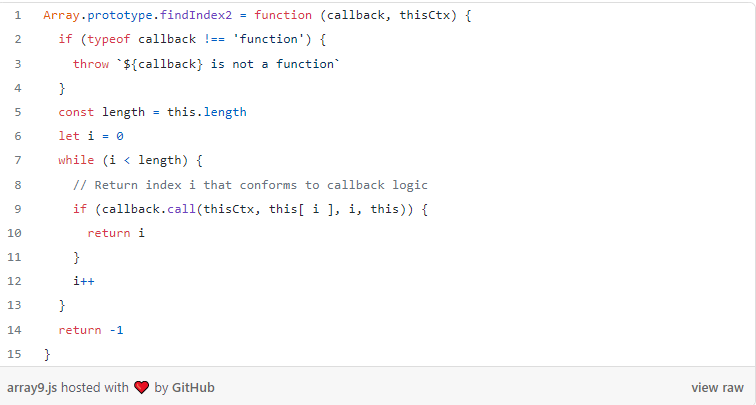 1 Array.prototype.findIndex2 = function (callback, thisCtx) {
2 if (typeof callback !== 'function') {
3 throw `${callback} is not a function`
4 }
5 const length = this.length
6 let i = 0
7 while (i < length) {
8 // Return index i that conforms to callback logic
9 if (callback.call(thisCtx, this[ i ], i, this)) {
10 return i
11 }
12 i++
13 }
14 return -1
15 }
array9.js hosted with ❤ by GitHub view raw